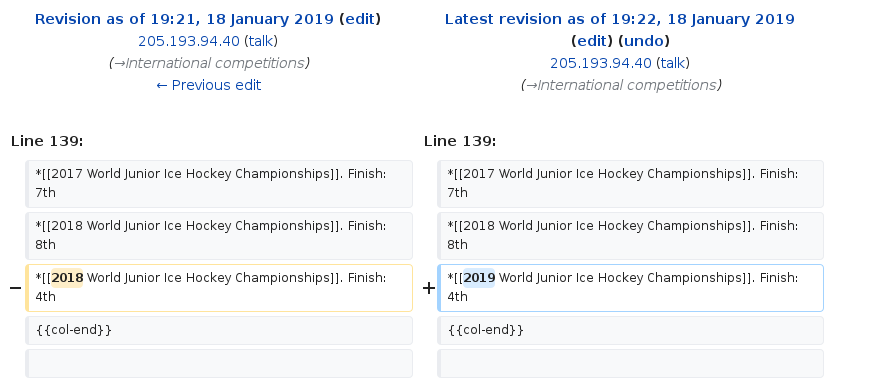 Revision as of 19:21, 18 January 2019 (edit)
205.193.94.40 (talk)
(→International competitions)
← Previous edit
Latest revision as of 19:22, 18 January 2019
(edit) (undo)
205.193.94.40 (talk)
(→International competitions)
Line 139:
*[[2017 World Junior Ice Hockey Championships]]. Finish:
7th
*[[2018 World Junior Ice Hockey Championships]]. Finish:
8th
− *[[2018 World Junior Ice Hockey Championships]]. Finish:
4th
{{col-end}}
Line 139:
*[[2017 World Junior Ice Hockey Championships]]. Finish:
7th
*[[2018 World Junior Ice Hockey Championships]]. Finish:
8th
+ *[[2019 World Junior Ice Hockey Championships]]. Finish:
4th
{{col-end}}